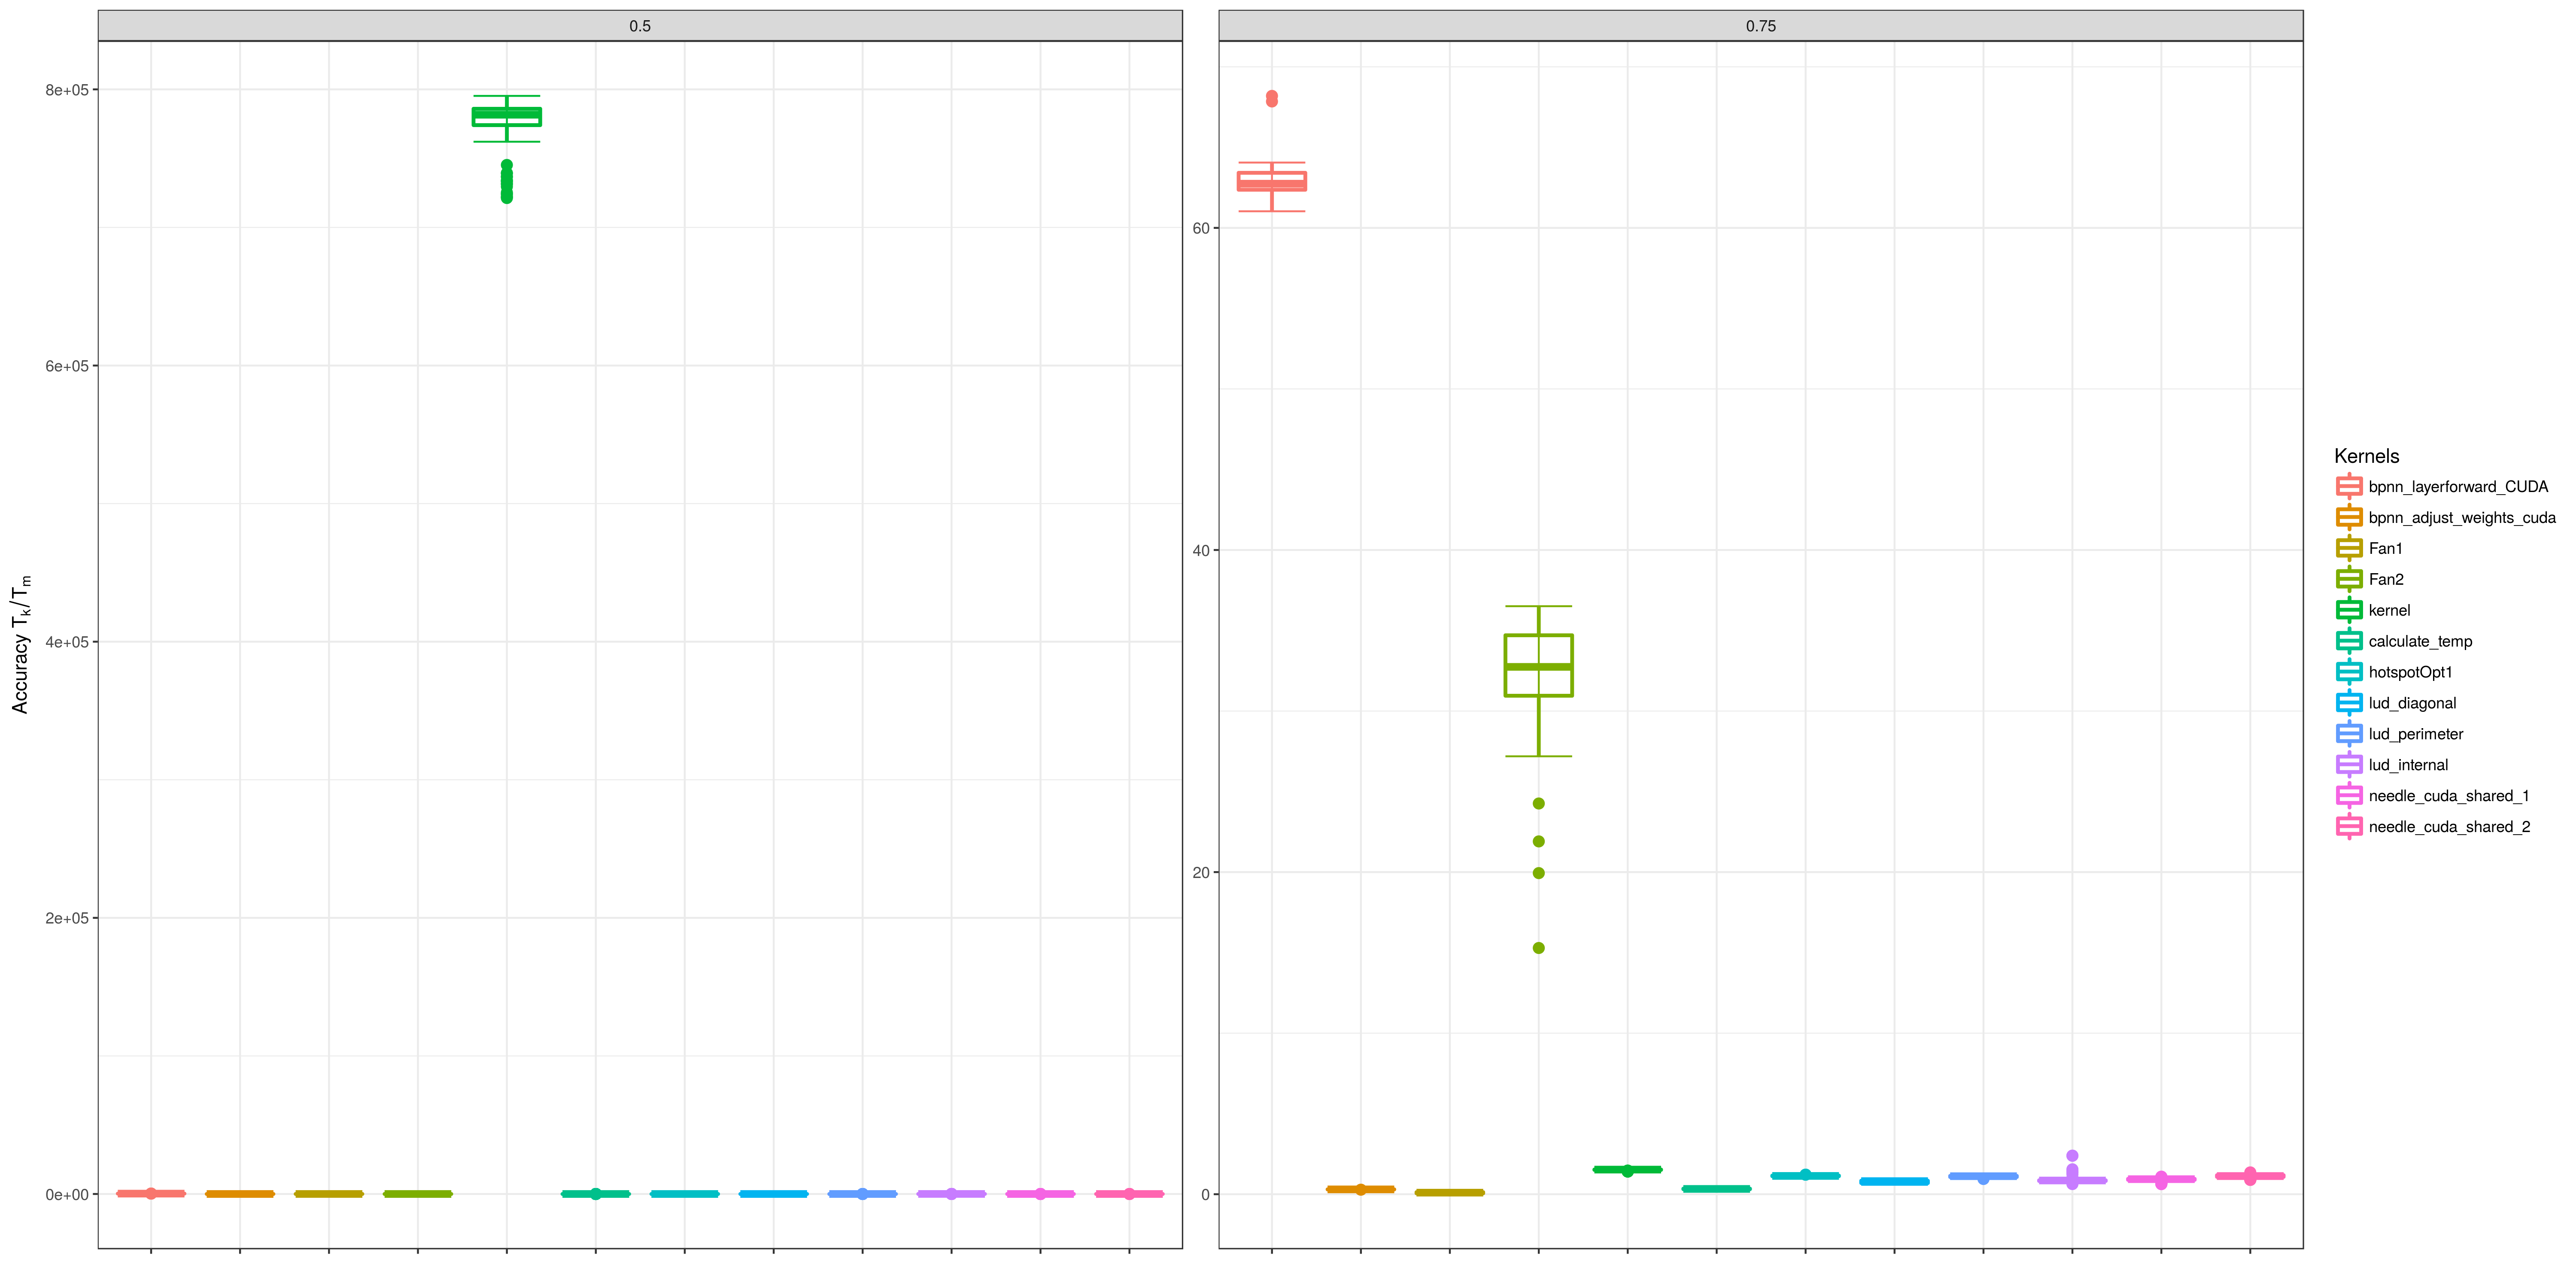 0.5
0.75
Accuracy Tk/Tm
8e+05
6e+05
4e+05
2e+05
0e+00
60
40
20
0
Kernels
bpnn_layerforward_CUDA
bpnn_adjust_weights_cuda
Fan1
Fan2
kernel
calculate_temp
hotspotOpt1
lud_diagonal
lud_perimeter
lud_internal
needle_cuda_shared_1
needle_cuda_shared_2